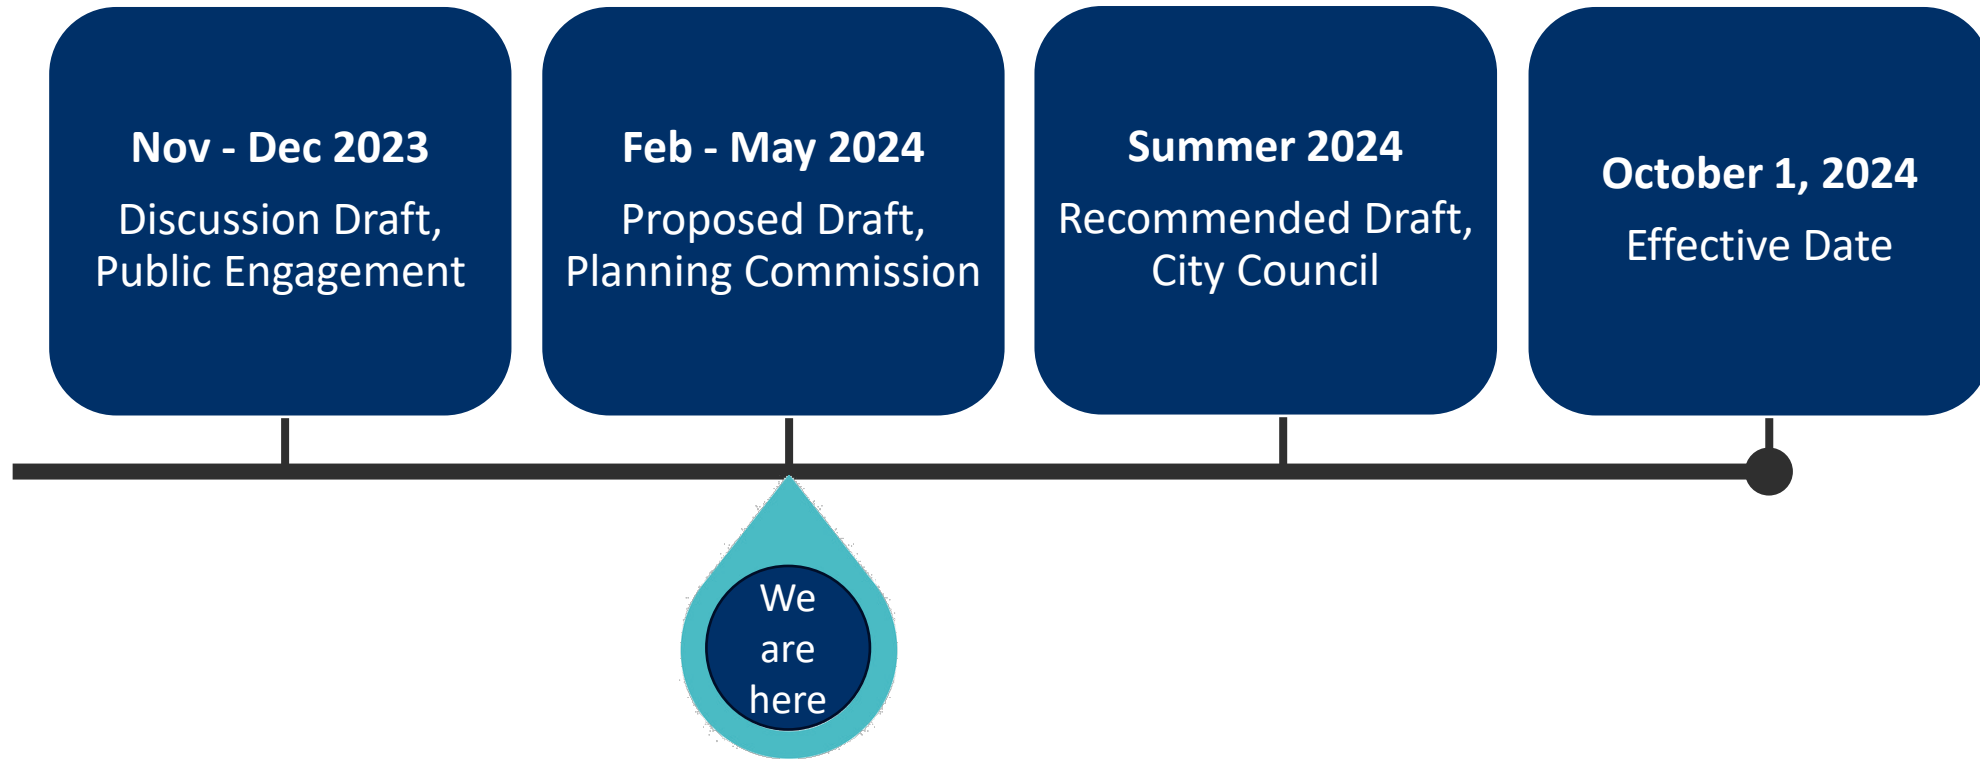 Nov - Dec 2023
Discussion Draft,
Public Engagement
Feb - May 2024
Proposed Draft,
Planning Commission
Summer 2024
Recommended Draft,
City Council
October 1, 2024
Effective Date
We
are
here